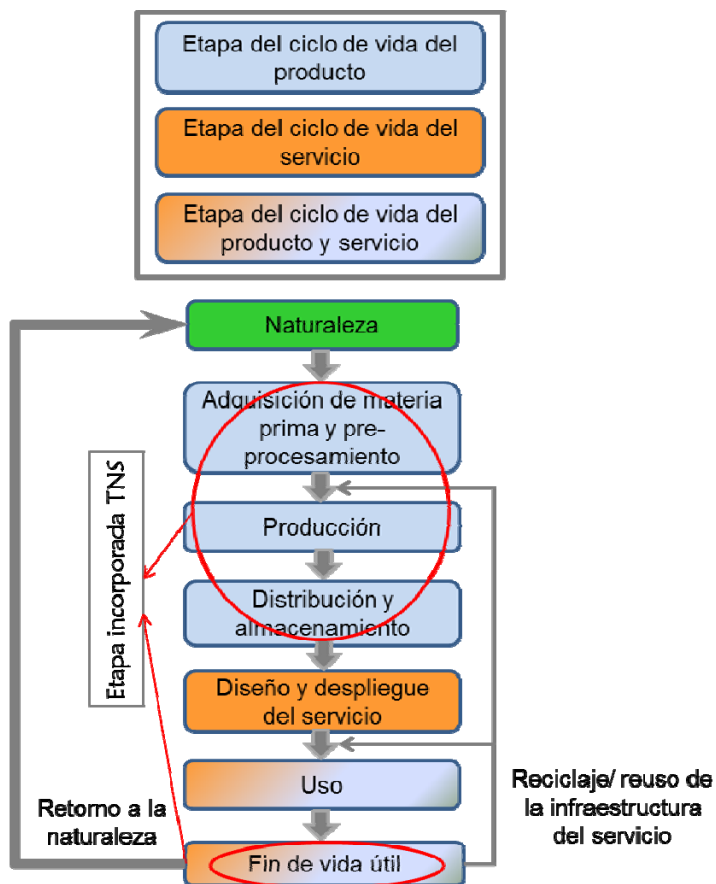 Etapa del ciclo de vida del
producto
Etapa del ciclo de vida del
servicio
Etapa del ciclo de vida del
producto y servicio
Naturaleza
Adquisición de materia
prima y pre-
procesamiento
Producción
Distribución y
almacenamiento
Diseño y despliegue
del servicio
Uso
Fin de vida útil
Etapa incorporada TNS
Retorno a la
naturaleza
Reciclaje/ reuso de
la infraestructura
del servicio